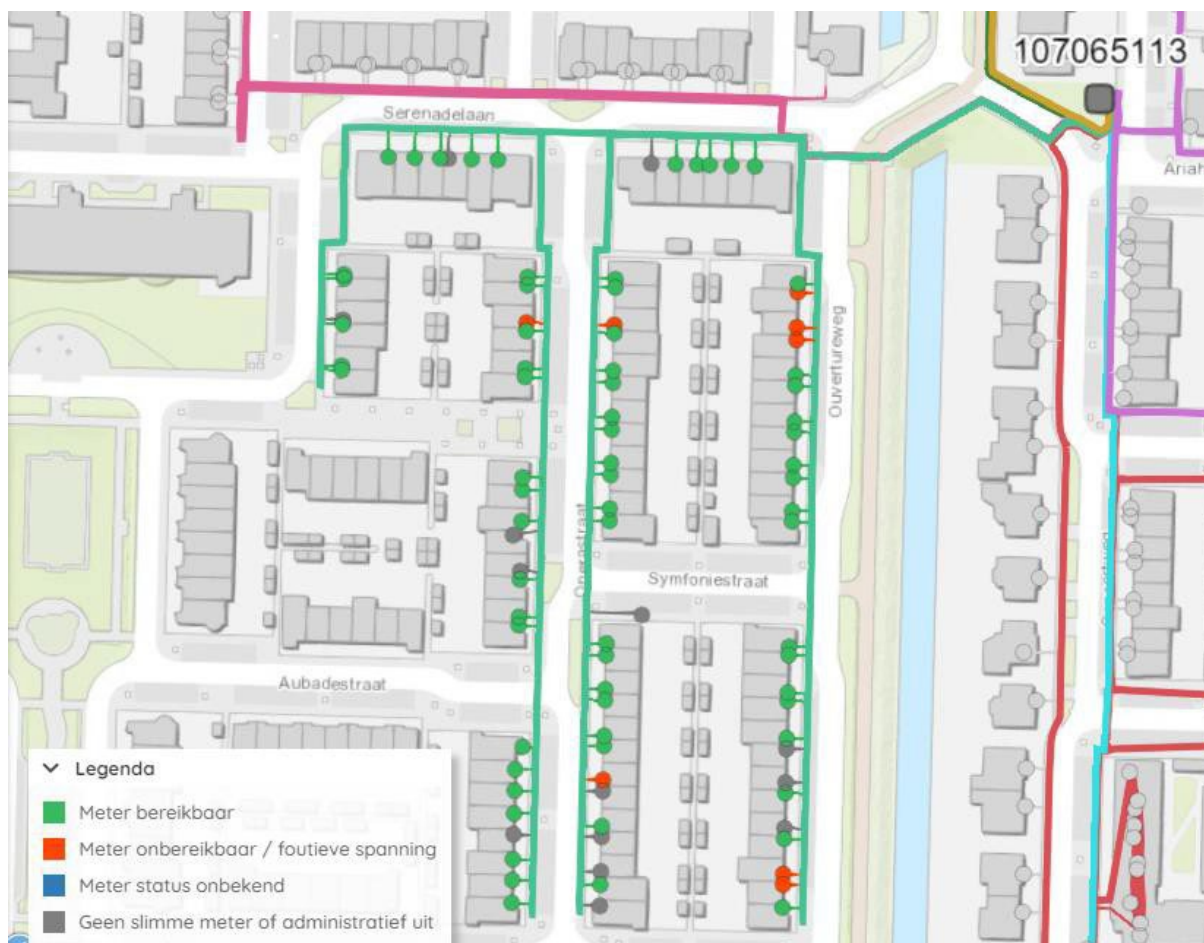 107065113
Serenadelaan
Ariah
Ouvertureweg
Operastraat
Symfoniestraat
Aubadestraat
Legenda
Meter bereikbaar
Meter onbereikbaar / foutieve spanning
Meter status onbekend
Geen slimme meter of administratief uit